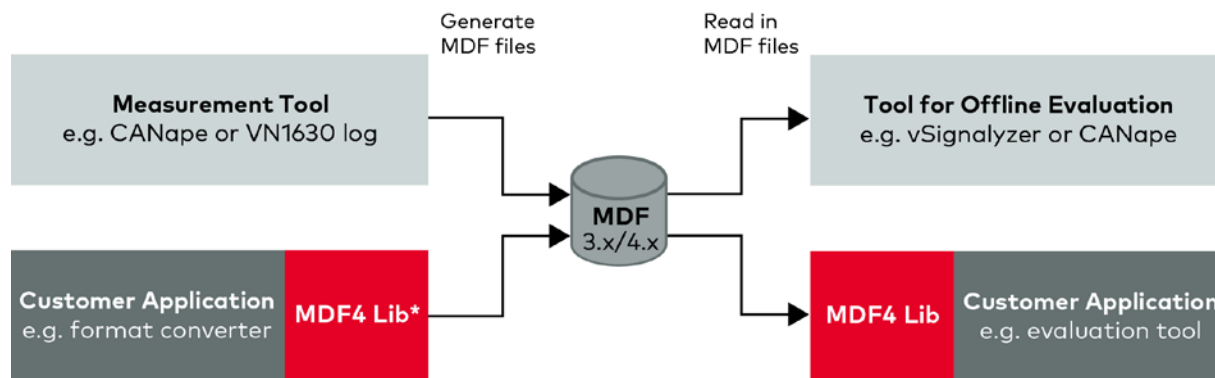 Generate
MDF files
Read in
MDF files
Measurement Tool
e.g. CANape or VN1630 log
Tool for Offline Evaluation
e.g. vSignalyzer or CANape
MDF
3.x/4.x
Customer Application
e.g. format converter
MDF4 Lib*
MDF4 Lib
Customer Application
e.g. evaluation tool